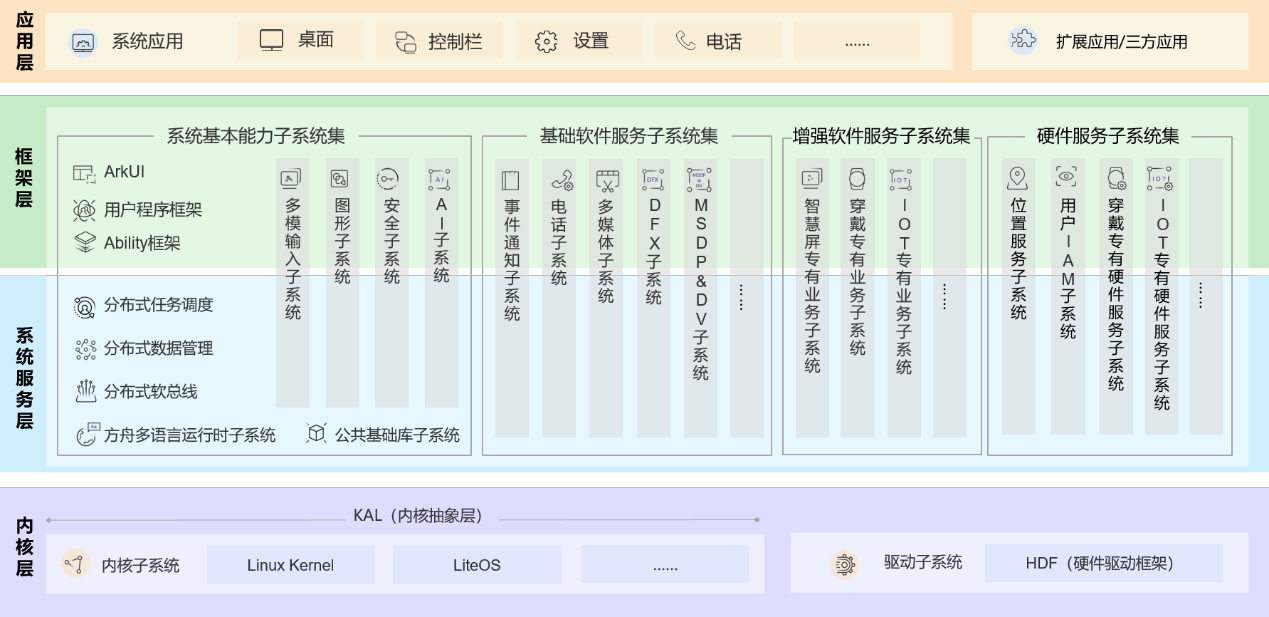 应用层
系统应用
桌面
控制栏
设置
电话
......
扩展应用/三方应用
框架层
系统服务层
系统基本能力子系统集
ArkUI
用户程序框架
Ability框架
分布式任务调度
分布式数据管理
分布式软总线
方舟多语言运行时子系统
公共基础库子系统
多模输入子系统
图形子系统
安全子系统
AI
AI子系统
基础软件服务子系统集
事件通知子系统
电话子系统
多媒体子系统
DFX
DFX子系统
MSDP&DV子系统
......
增强软件服务子系统集
智慧屏专有业务子系统
穿戴专有业务子系统
IOT
IOT专有业务子系统
......
硬件服务子系统集
位置服务子系统
用户IAM子系统
穿戴专有硬件服务子系统
IOT
IOT专有硬件服务子系统
......
内核层
KAL（内核抽象层）
内核子系统
Linux Kernel
LiteOS
......
驱动子系统
HDF（硬件驱动框架）